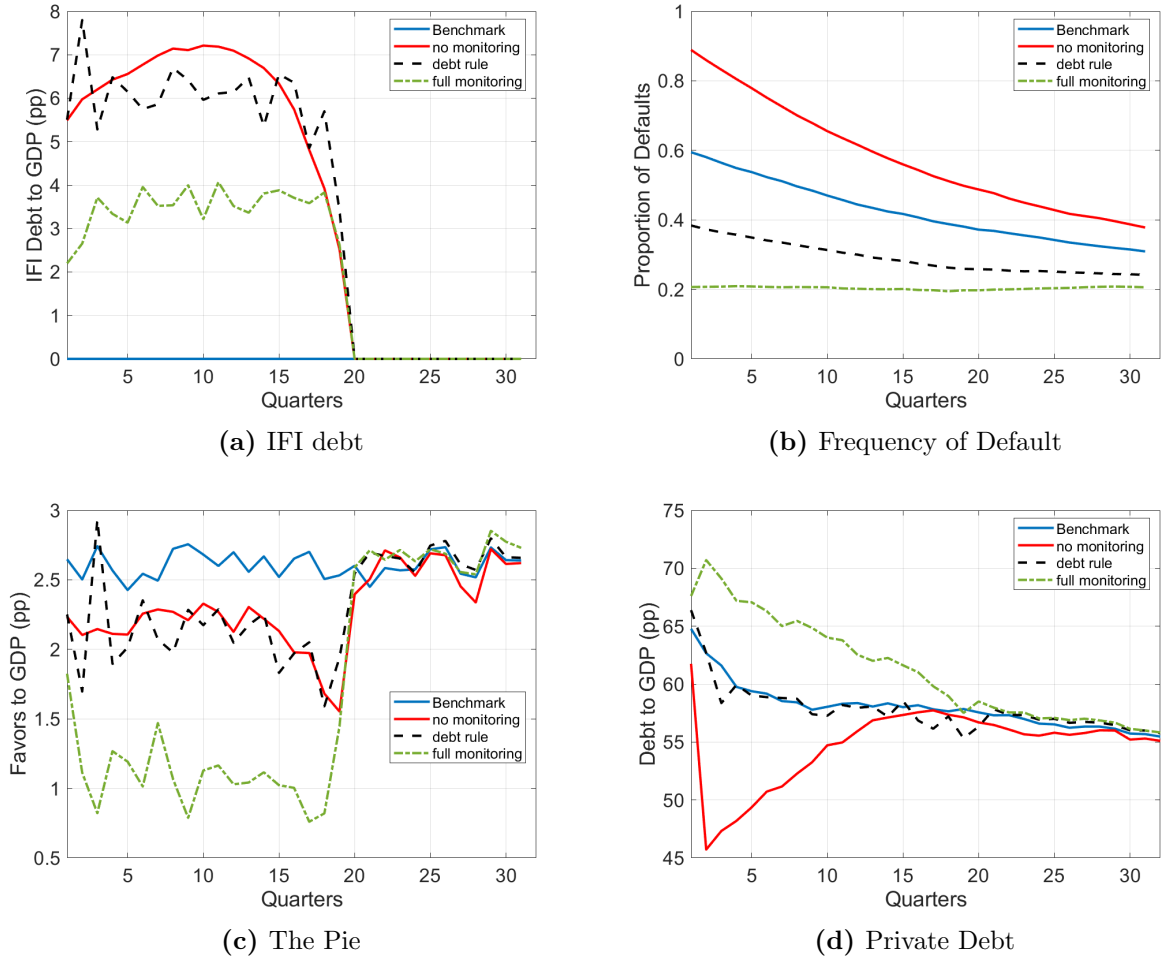 8
7
6
5
4
3
2
1
0
IFI Debt to GDP (pp)
Benchmark
no monitoring
debt rule
full monitoring
5 10 15 20 25 30
Quarters
(a) IFI debt
1
0.8
0.6
0.4
0.2
0
Proportion of Defaults
Benchmark
no monitoring
debt rule
full monitoring
5 10 15 20 25 30
Quarters
(b) Frequency of Default
3
2.5
2
1.5
1
0.5
Favors to GDP (pp)
Benchmark
no monitoring
debt rule
full monitoring
5 10 15 20 25 30
Quarters
(c) The Pie
75
70
65
60
55
50
45
Debt to GDP (pp)
Benchmark
no monitoring
debt rule
full monitoring
5 10 15 20 25 30
Quarters
(d) Private Debt